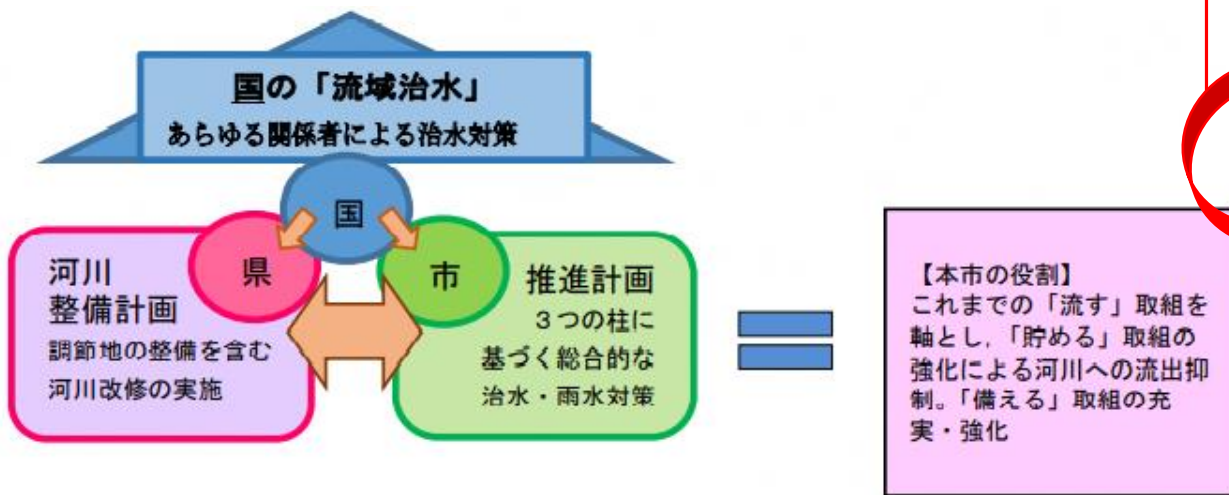 国の「流域治水」
あらゆる関係者による治水対策
国
県
市
河川
整備計画
調節地の整備を含む
河川改修の実施
推進計画
３つの柱に
基づく総合的な
治水・雨水対策
【本市の役割】
これまでの「流す」取組を
軸とし，「貯める」取組の
強化による河川への流出抑
制。「備える」取組の充
実・強化